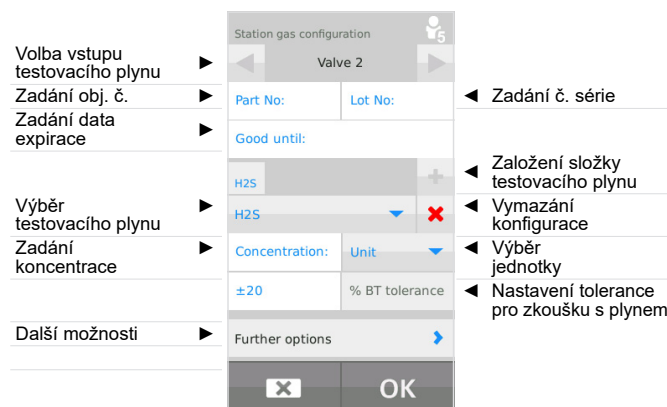 Station gas configuration
5
Volba vstupu
testovacího plynu ►
◄ Valve 2 ►
Zadání obj. č. ►
Part No:
Lot No:
◄ Zadání č. série
Zadání data
expirace ►
Good until:
H2S
+
◄ Založení složky
testovacího plynu
Výběr
testovacího plynu ►
H2S
◄ Vymazání
konfigurace
Zadání
koncentrace ►
Concentration:
Unit
◄ Výběr
jednotky
±20
% BT tolerance
◄ Nastavení tolerance
pro zkoušku s plynem
Další možnosti ►
Further options
OK